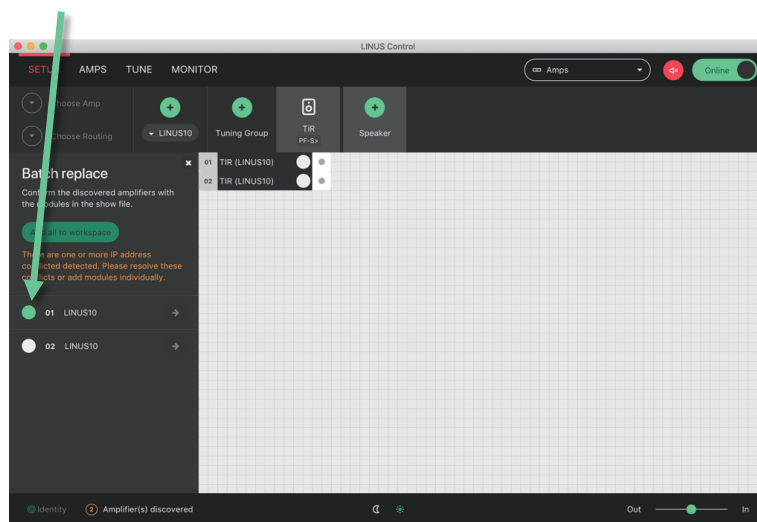 LINUS Control
SETUP AMPS TUNE MONITOR Amps Online
Choose Amp
Choose Routing
LINUS10
Tuning Group
TiR
PF-S>
Speaker
Batch replace
Confirm the discovered amplifiers with
the modules in the show file.
Add all to workspace
There are one or more IP address
conflicted detected. Please resolve these
conflicts or add modules individually.
01 LINUS10
02 LINUS10
01 TiR (LINUS10)
02 TiR (LINUS10)
Identity 2 Amplifier(s) discovered Out In